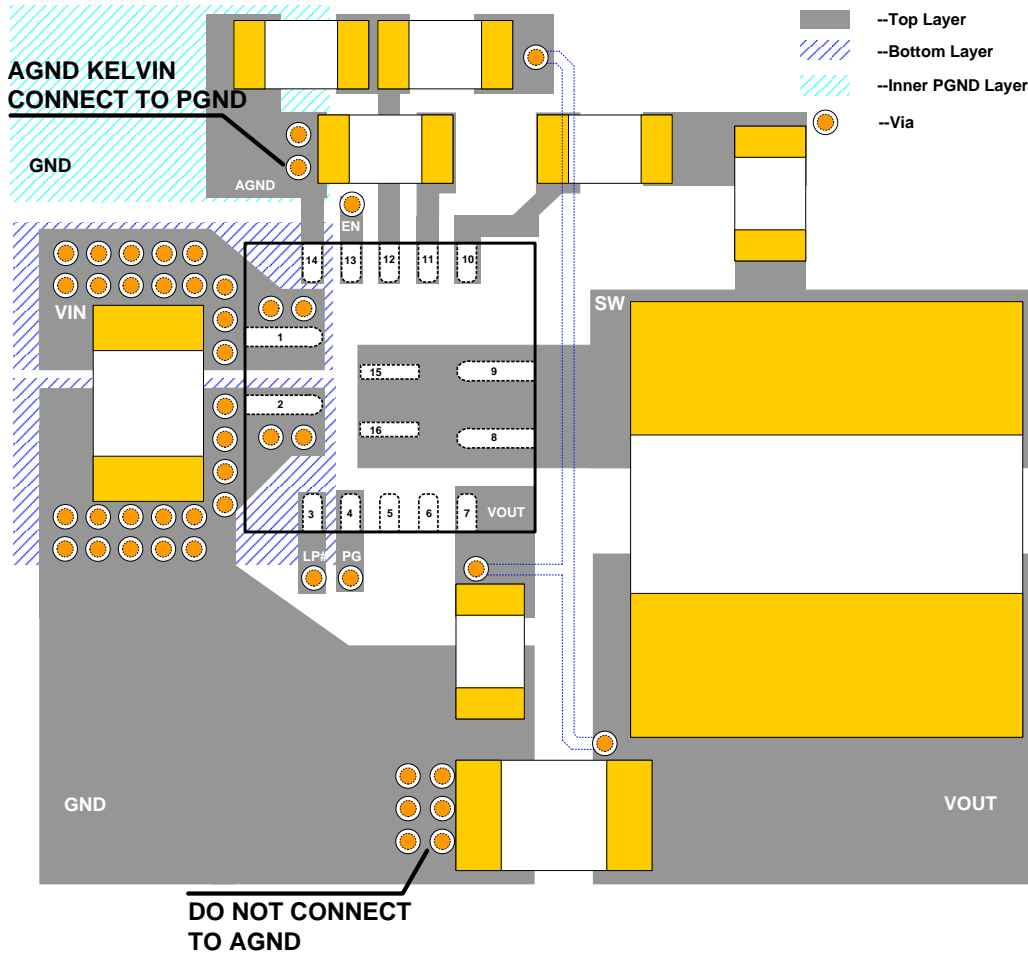 --Top Layer
--Bottom Layer
--Inner PGND Layer
--Via
AGND KELVIN
CONNECT TO PGND
GND
AGND
EN
14
13
12
11
10
VIN
SW
1
15
9
2
16
8
3
4
5
6
7
VOUT
LP#
PG
GND
VOUT
DO NOT CONNECT
TO AGND